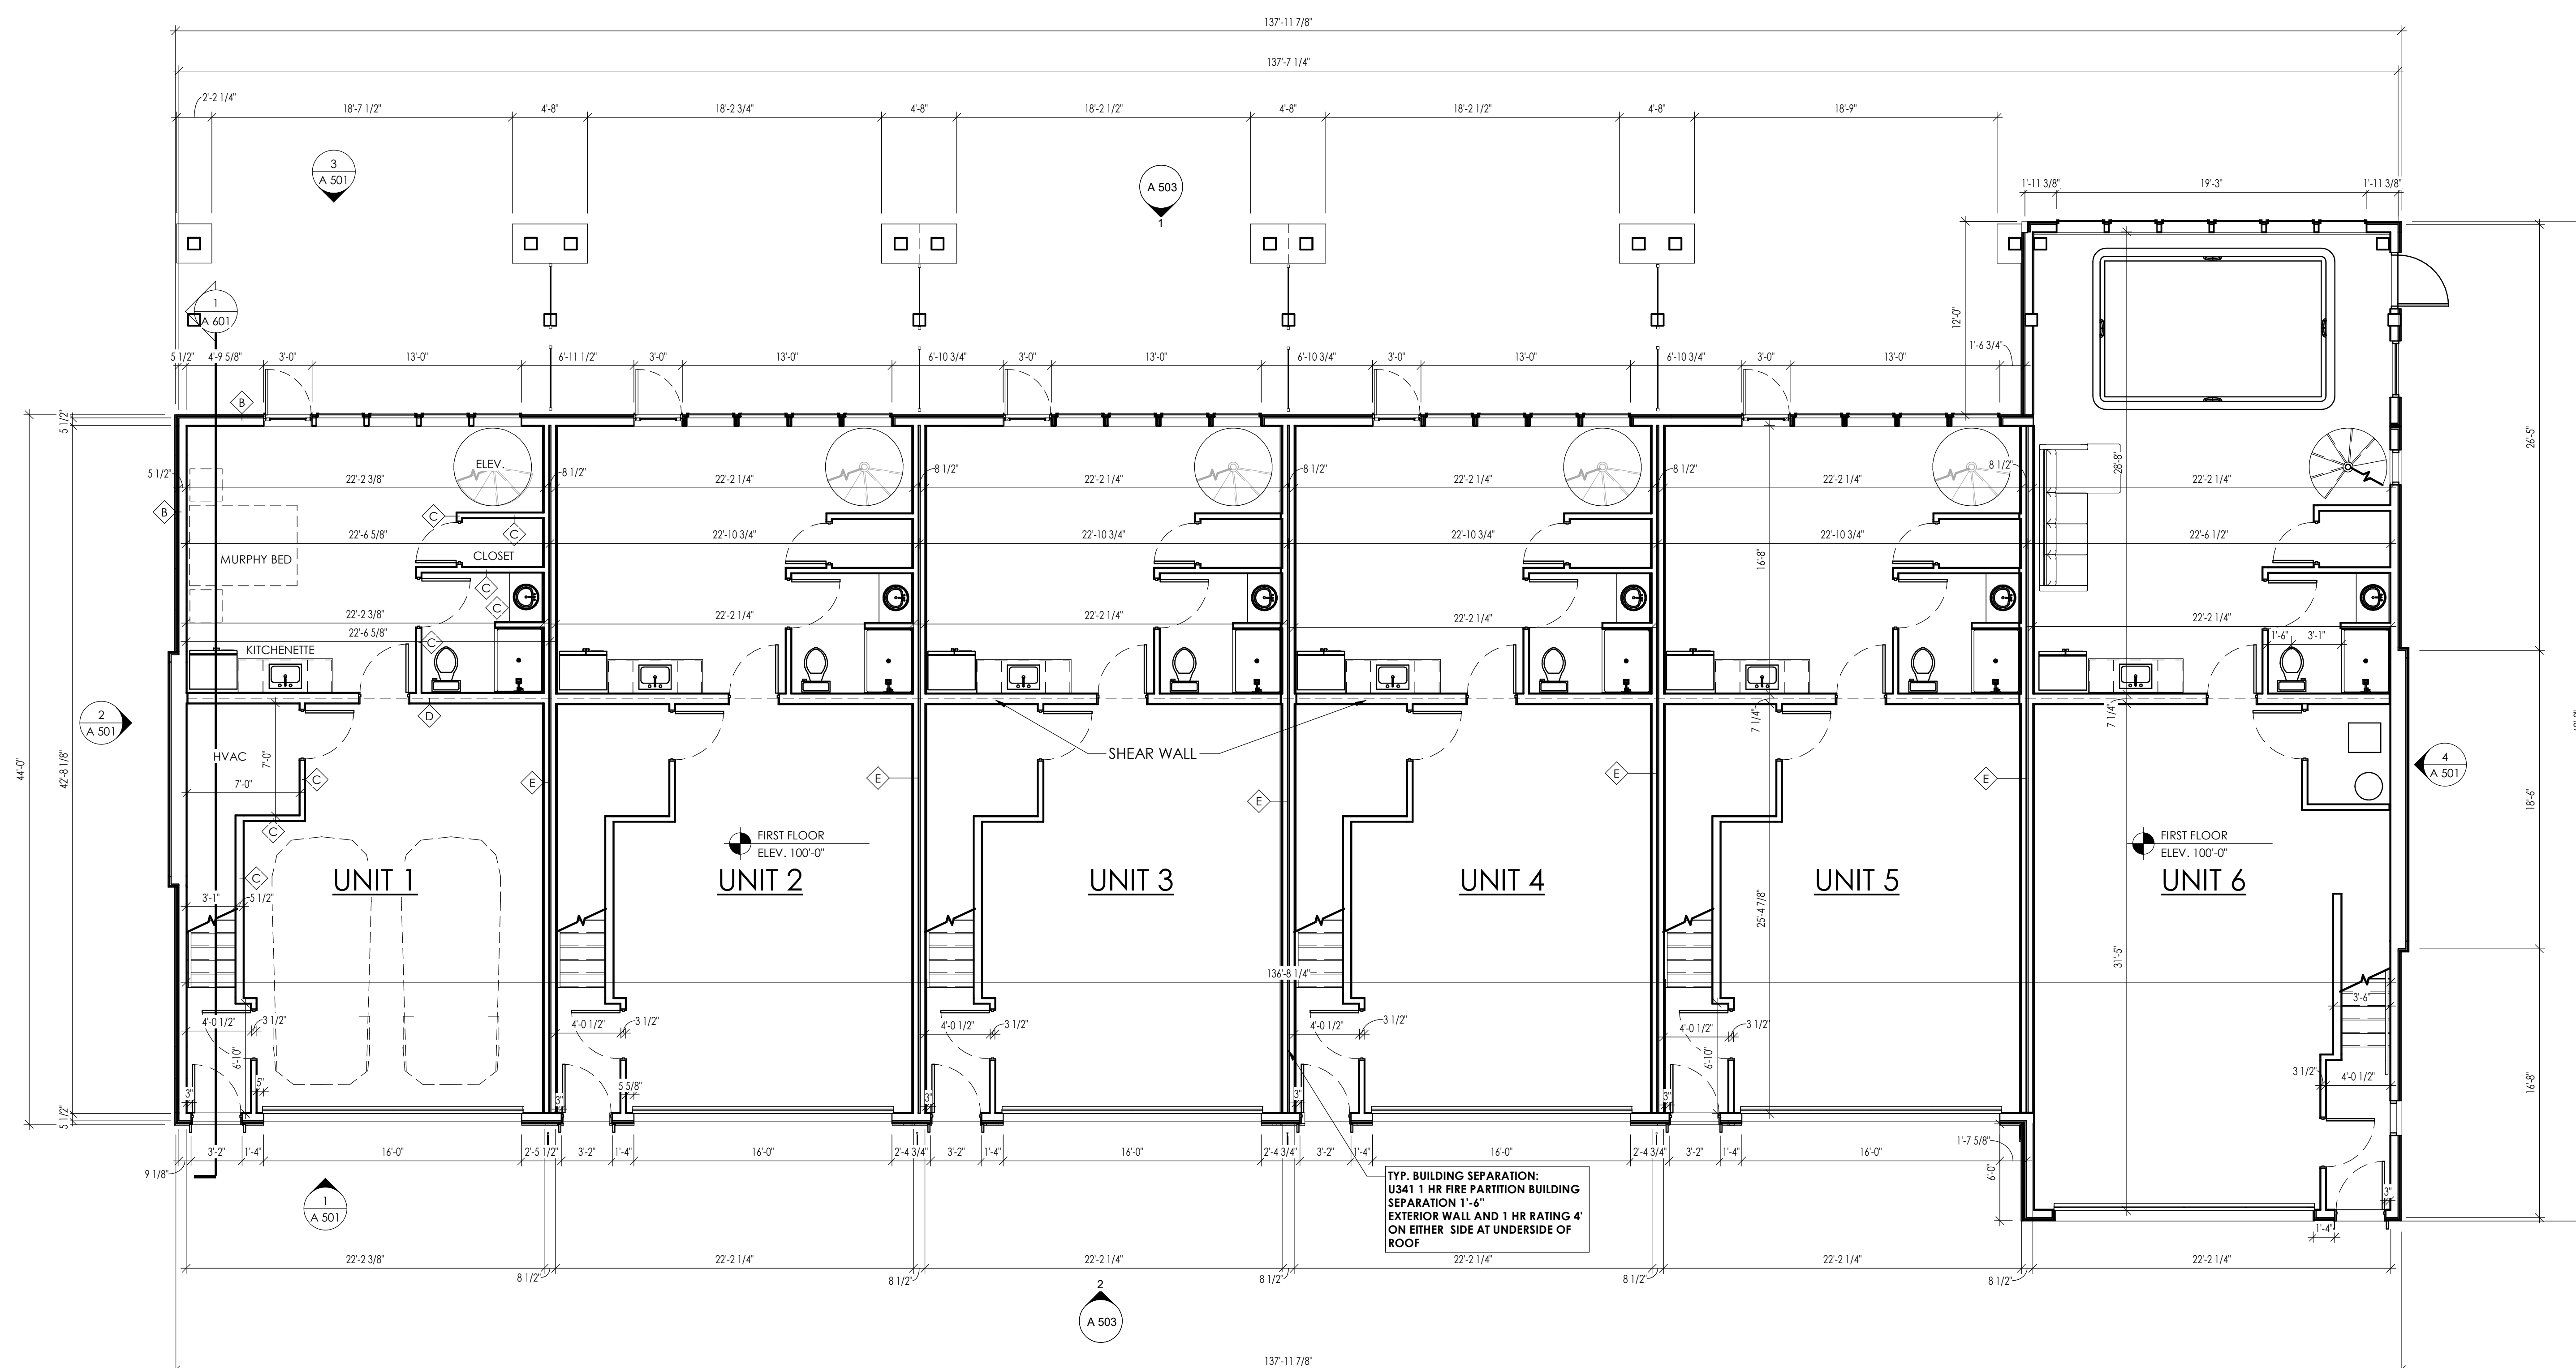 137'-11 7/8"
137'-7 1/4"
2'-2 1/4"
18'-7 1/2" 4'-8" 18'-2 3/4" 4'-8" 18'-2 1/2" 4'-8" 18'-2 1/2" 4'-8" 18'-9"
3
A 501
A 503
1
1'-11 3/8" 19'-3" 1'-11 3/8"
1
A 601
12'-0"
1'-6 3/4"
5 1/2" 4'-9 5/8" 3'-0" 13'-0" 6'-11 1/2" 3'-0" 13'-0" 6'-10 3/4" 3'-0" 13'-0" 6'-10 3/4" 3'-0" 13'-0" 6'-10 3/4" 3'-0" 13'-0"
B
5 1/2"
26'-5"
ELEV.
5 1/2" 8 1/2" 8 1/2" 8 1/2" 8 1/2" 8 1/2"
28'-8"
22'-2 3/8" 22'-2 1/4" 22'-2 1/4" 22'-2 1/4" 22'-2 1/4" 22'-2 1/4"
B
C
C
22'-6 5/8" 22'-10 3/4" 22'-10 3/4" 22'-10 3/4" 22'-10 3/4" 22'-6 1/2"
MURPHY BED
CLOSET
16'-8"
C
C
22'-2 3/8" 22'-2 1/4" 22'-2 1/4" 22'-2 1/4" 22'-2 1/4" 22'-2 1/4"
22'-6 5/8"
C
1'-6" 3'-1"
KITCHENETTE
D
2
A 501
7 1/4" 7 1/4"
HVAC
7'-0"
7'-0"
SHEAR WALL
C
E
E
E
E
E
4
A 501
44'-0"
42'-8 1/8"
18'-6"
C
FIRST FLOOR
ELEV. 100'-0"
FIRST FLOOR
ELEV. 100'-0"
C
UNIT 1 UNIT 2 UNIT 3 UNIT 4 UNIT 5 UNIT 6
3'-1" 5 1/2"
25'-4 7/8"
31'-5"
136'-8 1/4"
3'-6"
4'-0 1/2" 3 1/2" 4'-0 1/2" 3 1/2" 4'-0 1/2" 3 1/2" 4'-0 1/2" 3 1/2" 4'-0 1/2" 3 1/2"
6'-10" 6'-10"
3 1/2" 4'-0 1/2"
16'-8"
3" 5" 3" 5 5/8" 3" 3" 3"
5 1/2"
3'-2" 1'-4" 16'-0" 2'-5 1/2" 3'-2" 1'-4" 16'-0" 2'-4 3/4" 3'-2" 1'-4" 16'-0" 2'-4 3/4" 3'-2" 1'-4" 16'-0" 2'-4 3/4" 3'-2" 1'-4" 16'-0"
9 1/8"
1'-7 5/8"
6'-0"
3"
1'-4"
1
A 501
TYP. BUILDING SEPARATION:
U341 1 HR FIRE PARTITION BUILDING
SEPARATION 1'-6"
EXTERIOR WALL AND 1 HR RATING 4'
ON EITHER SIDE AT UNDERSIDE OF
ROOF
22'-2 3/8" 22'-2 1/4" 22'-2 1/4" 22'-2 1/4" 22'-2 1/4" 22'-2 1/4"
8 1/2" 8 1/2" 8 1/2" 8 1/2" 8 1/2"
2
A 503
137'-11 7/8"